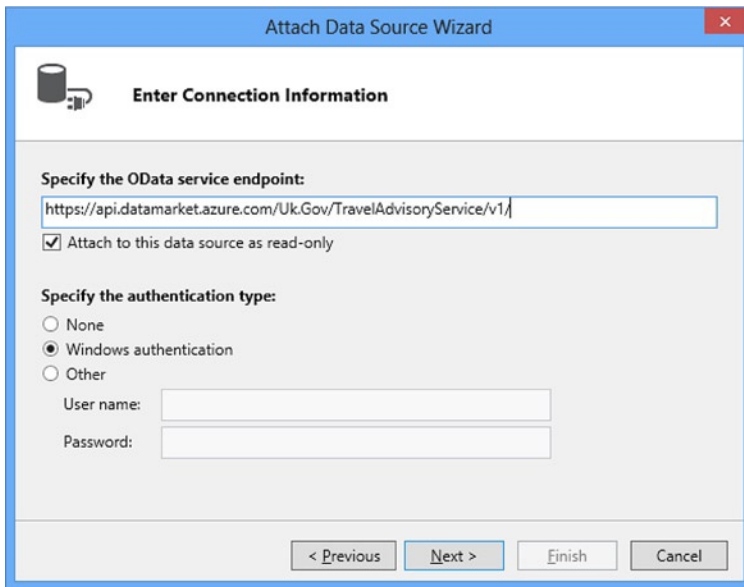 Attach Data Source Wizard
Enter Connection Information
Specify the OData service endpoint:
https://api.datamarket.azure.com/Uk.Gov/TravelAdvisoryService/v1/
Attach to this data source as read-only
Specify the authentication type:
None
Windows authentication
Other
User name:
Password:
< Previous Next > Finish Cancel